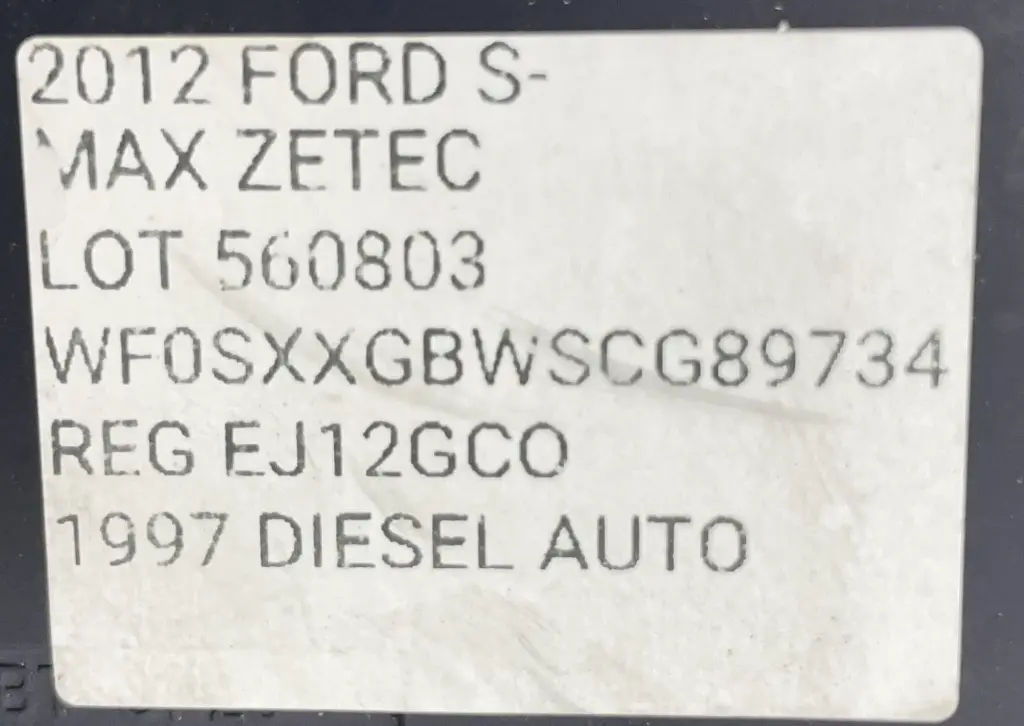 2012 FORD S-
MAX ZETEC
LOT 560803
WF0SXXGBWSCG89734
REG EJ12GCO
1997 DIESEL AUTO